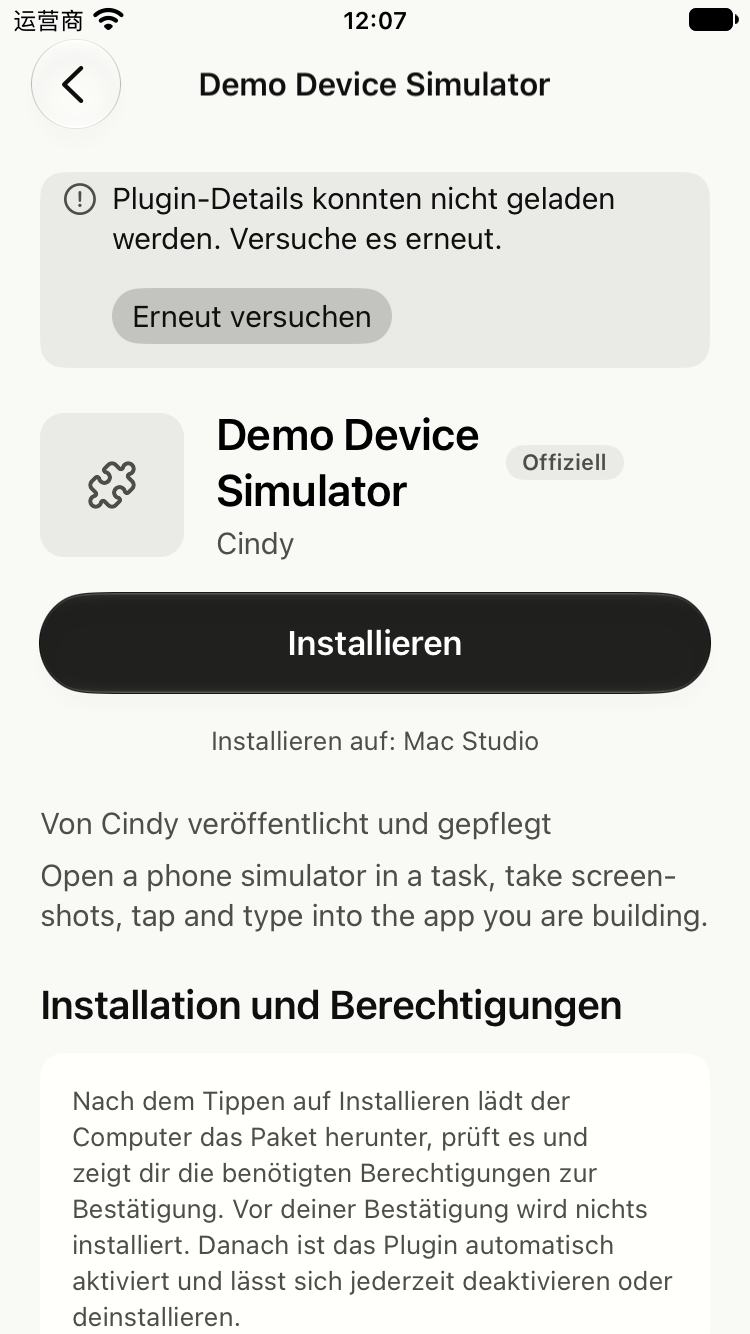 运营商
12:07
Demo Device Simulator
Plugin-Details konnten nicht geladen
werden. Versuche es erneut.
Erneut versuchen
Demo Device
Simulator
Offiziell
Cindy
Installieren
Installieren auf: Mac Studio
Von Cindy veröffentlicht und gepflegt
Open a phone simulator in a task, take screen-
shots, tap and type into the app you are building.
Installation und Berechtigungen
Nach dem Tippen auf Installieren lädt der
Computer das Paket herunter, prüft es und
zeigt dir die benötigten Berechtigungen zur
Bestätigung. Vor deiner Bestätigung wird nichts
installiert. Danach ist das Plugin automatisch
aktiviert und lässt sich jederzeit deaktivieren oder
deinstallieren.